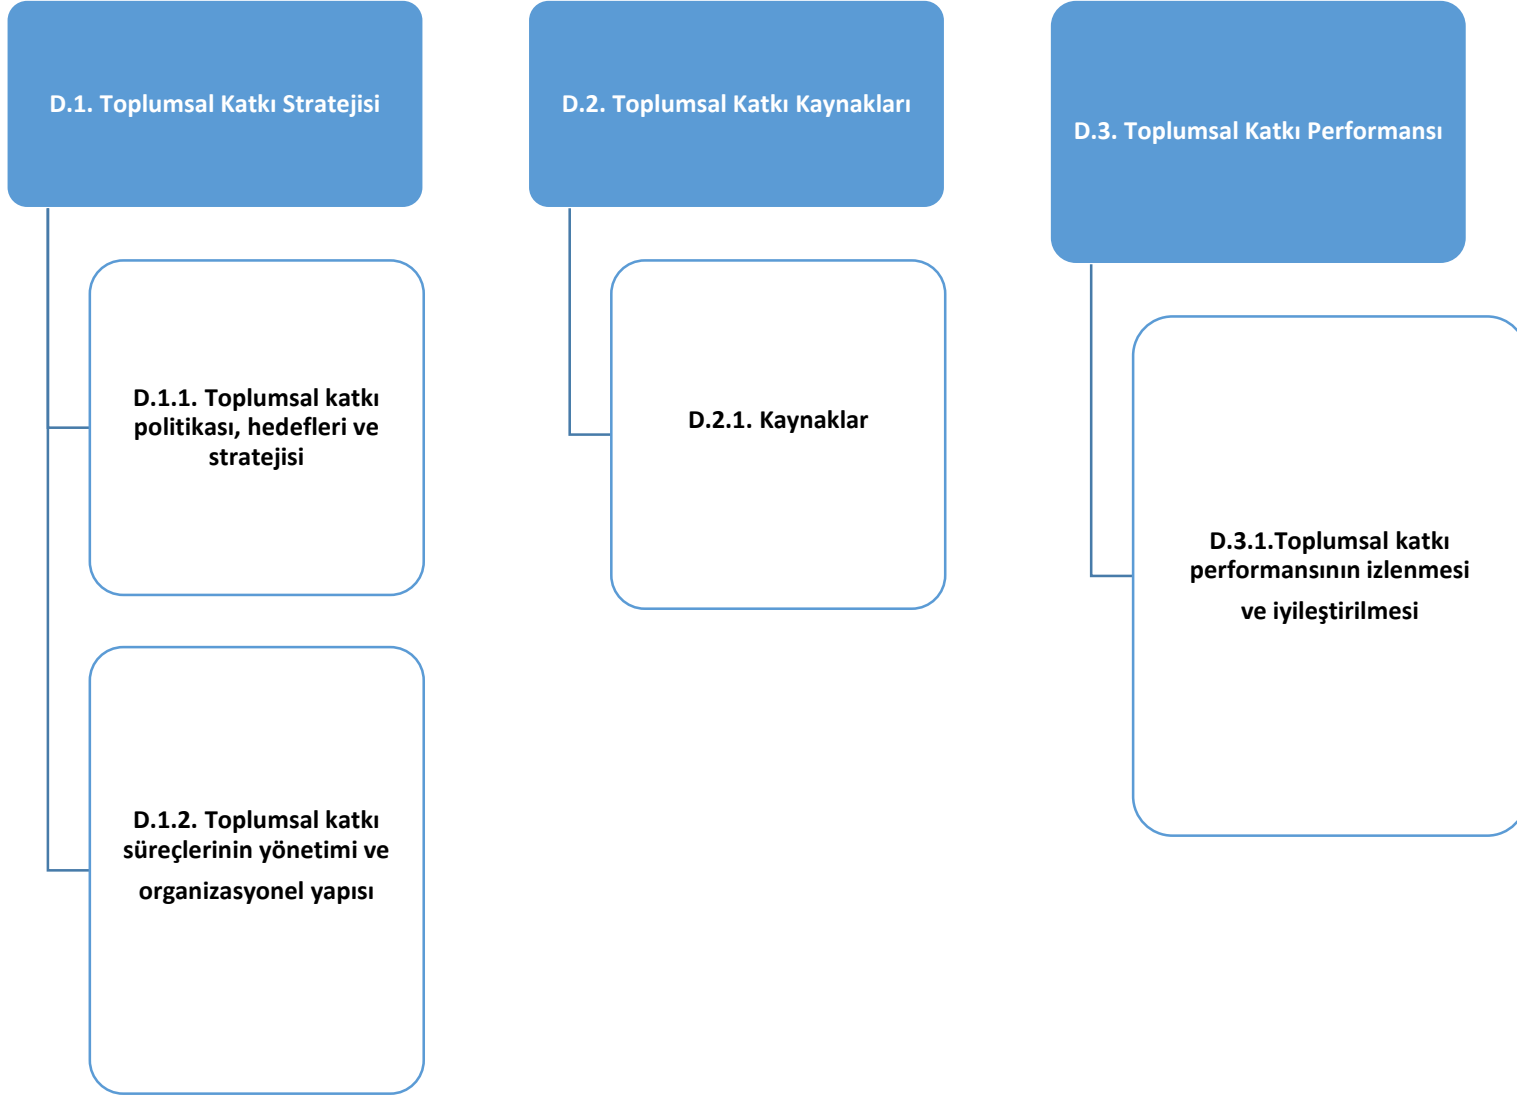 D.1. Toplumsal Katkı Stratejisi
D.1.1. Toplumsal katkı
politikası, hedefleri ve
stratejisi
D.1.2. Toplumsal katkı
süreçlerinin yönetimi ve
organizasyonel yapısı
D.2. Toplumsal Katkı Kaynakları
D.2.1. Kaynaklar
D.3. Toplumsal Katkı Performansı
D.3.1.Toplumsal katkı
performansının izlenmesi
ve iyileştirilmesi